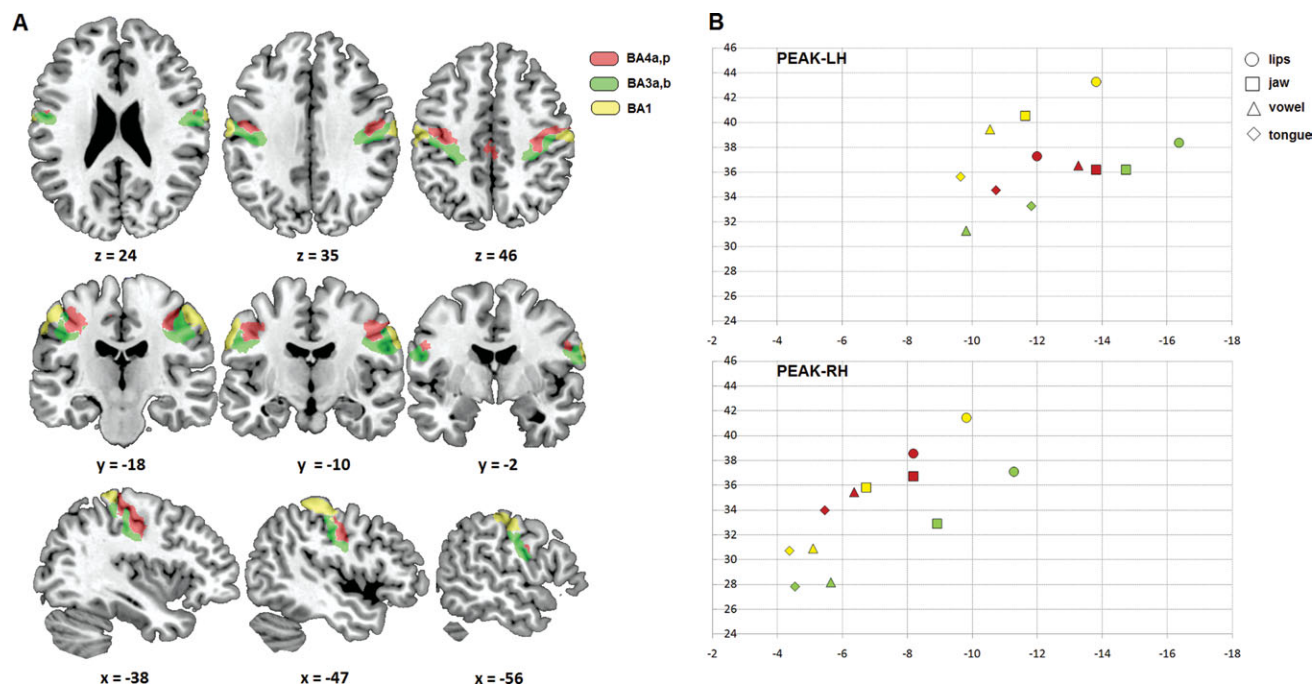 A
BA4a,p
BA3a,b
BA1
z = 24
z = 35
z = 46
y = -18
y = -10
y = -2
x = -38
x = -47
x = -56
B
PEAK-LH
46
44
42
40
38
36
34
32
30
28
26
24
-2 -4 -6 -8 -10 -12 -14 -16 -18
lips
jaw
vowel
tongue
PEAK-RH
46
44
42
40
38
36
34
32
30
28
26
24
-2 -4 -6 -8 -10 -12 -14 -16 -18